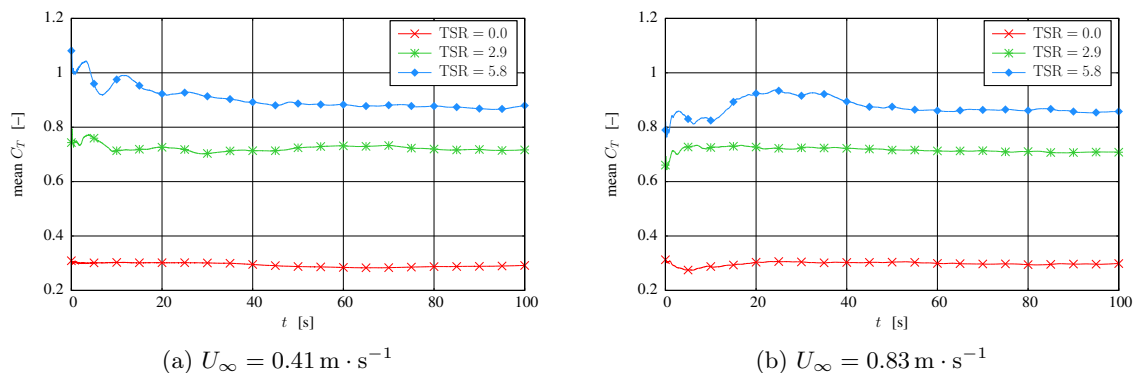 1.2
1
0.8
0.6
0.4
0.2
mean C_T [–]
0 20 40 60 80 100
t [s]
TSR = 0.0
TSR = 2.9
TSR = 5.8
(a) U_∞ = 0.41 m · s⁻¹
1.2
1
0.8
0.6
0.4
0.2
mean C_T [–]
0 20 40 60 80 100
t [s]
TSR = 0.0
TSR = 2.9
TSR = 5.8
(b) U_∞ = 0.83 m · s⁻¹